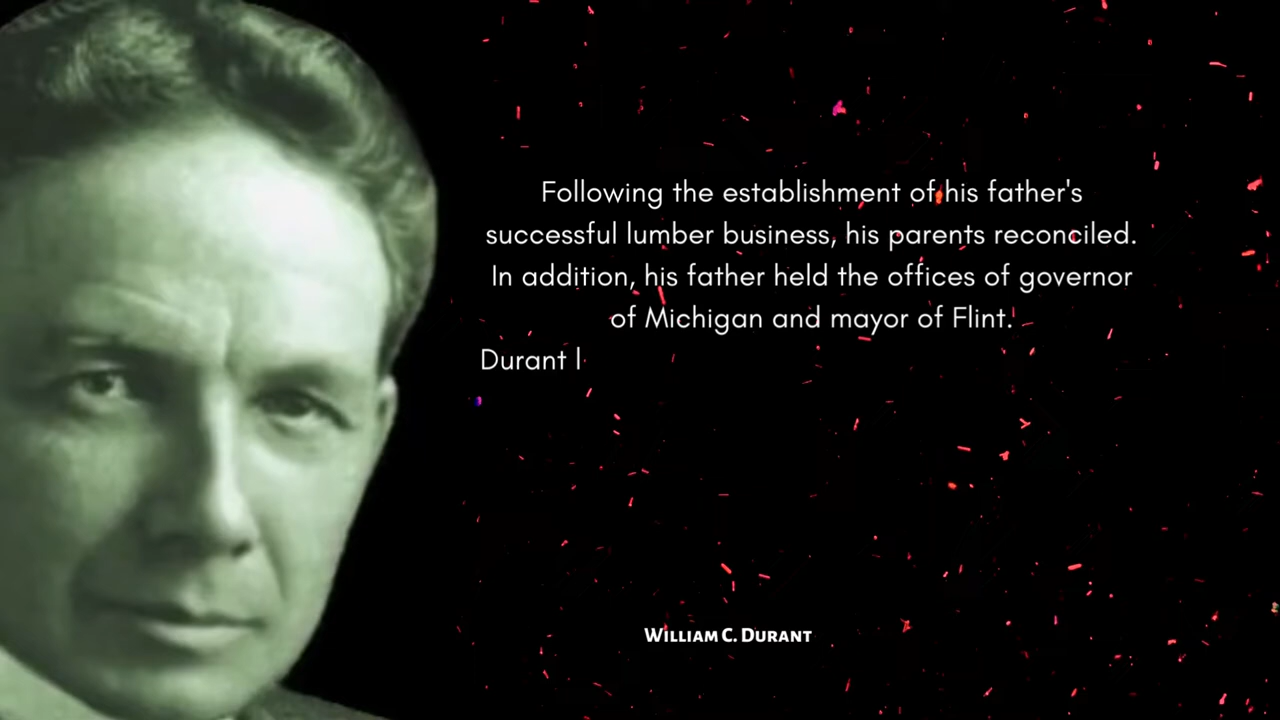 Following the establishment of his father's
successful lumber business, his parents reconciled.
In addition, his father held the offices of governor
of Michigan and mayor of Flint.
Durant l
WILLIAM C. DURANT